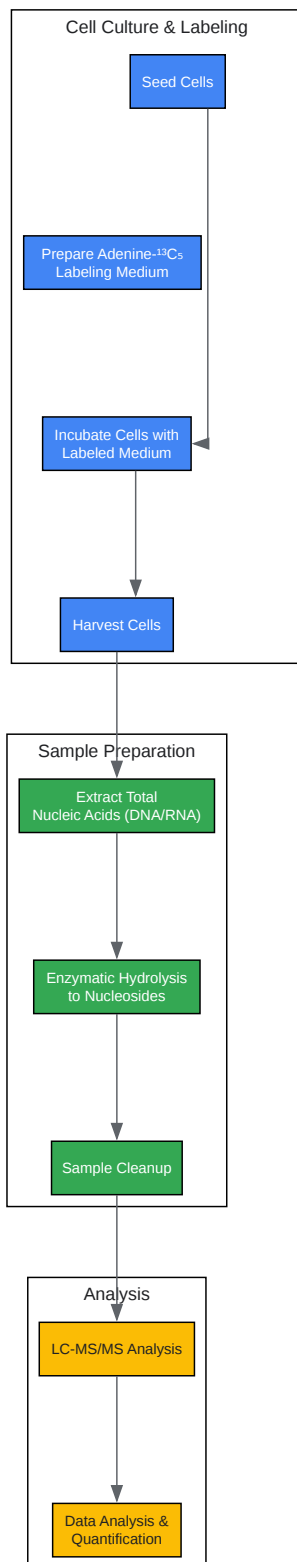 Cell Culture & Labeling
Seed Cells
Prepare Adenine-¹³C₅
Labeling Medium
Incubate Cells with
Labeled Medium
Harvest Cells
Sample Preparation
Extract Total
Nucleic Acids (DNA/RNA)
Enzymatic Hydrolysis
to Nucleosides
Sample Cleanup
Analysis
LC-MS/MS Analysis
Data Analysis &
Quantification